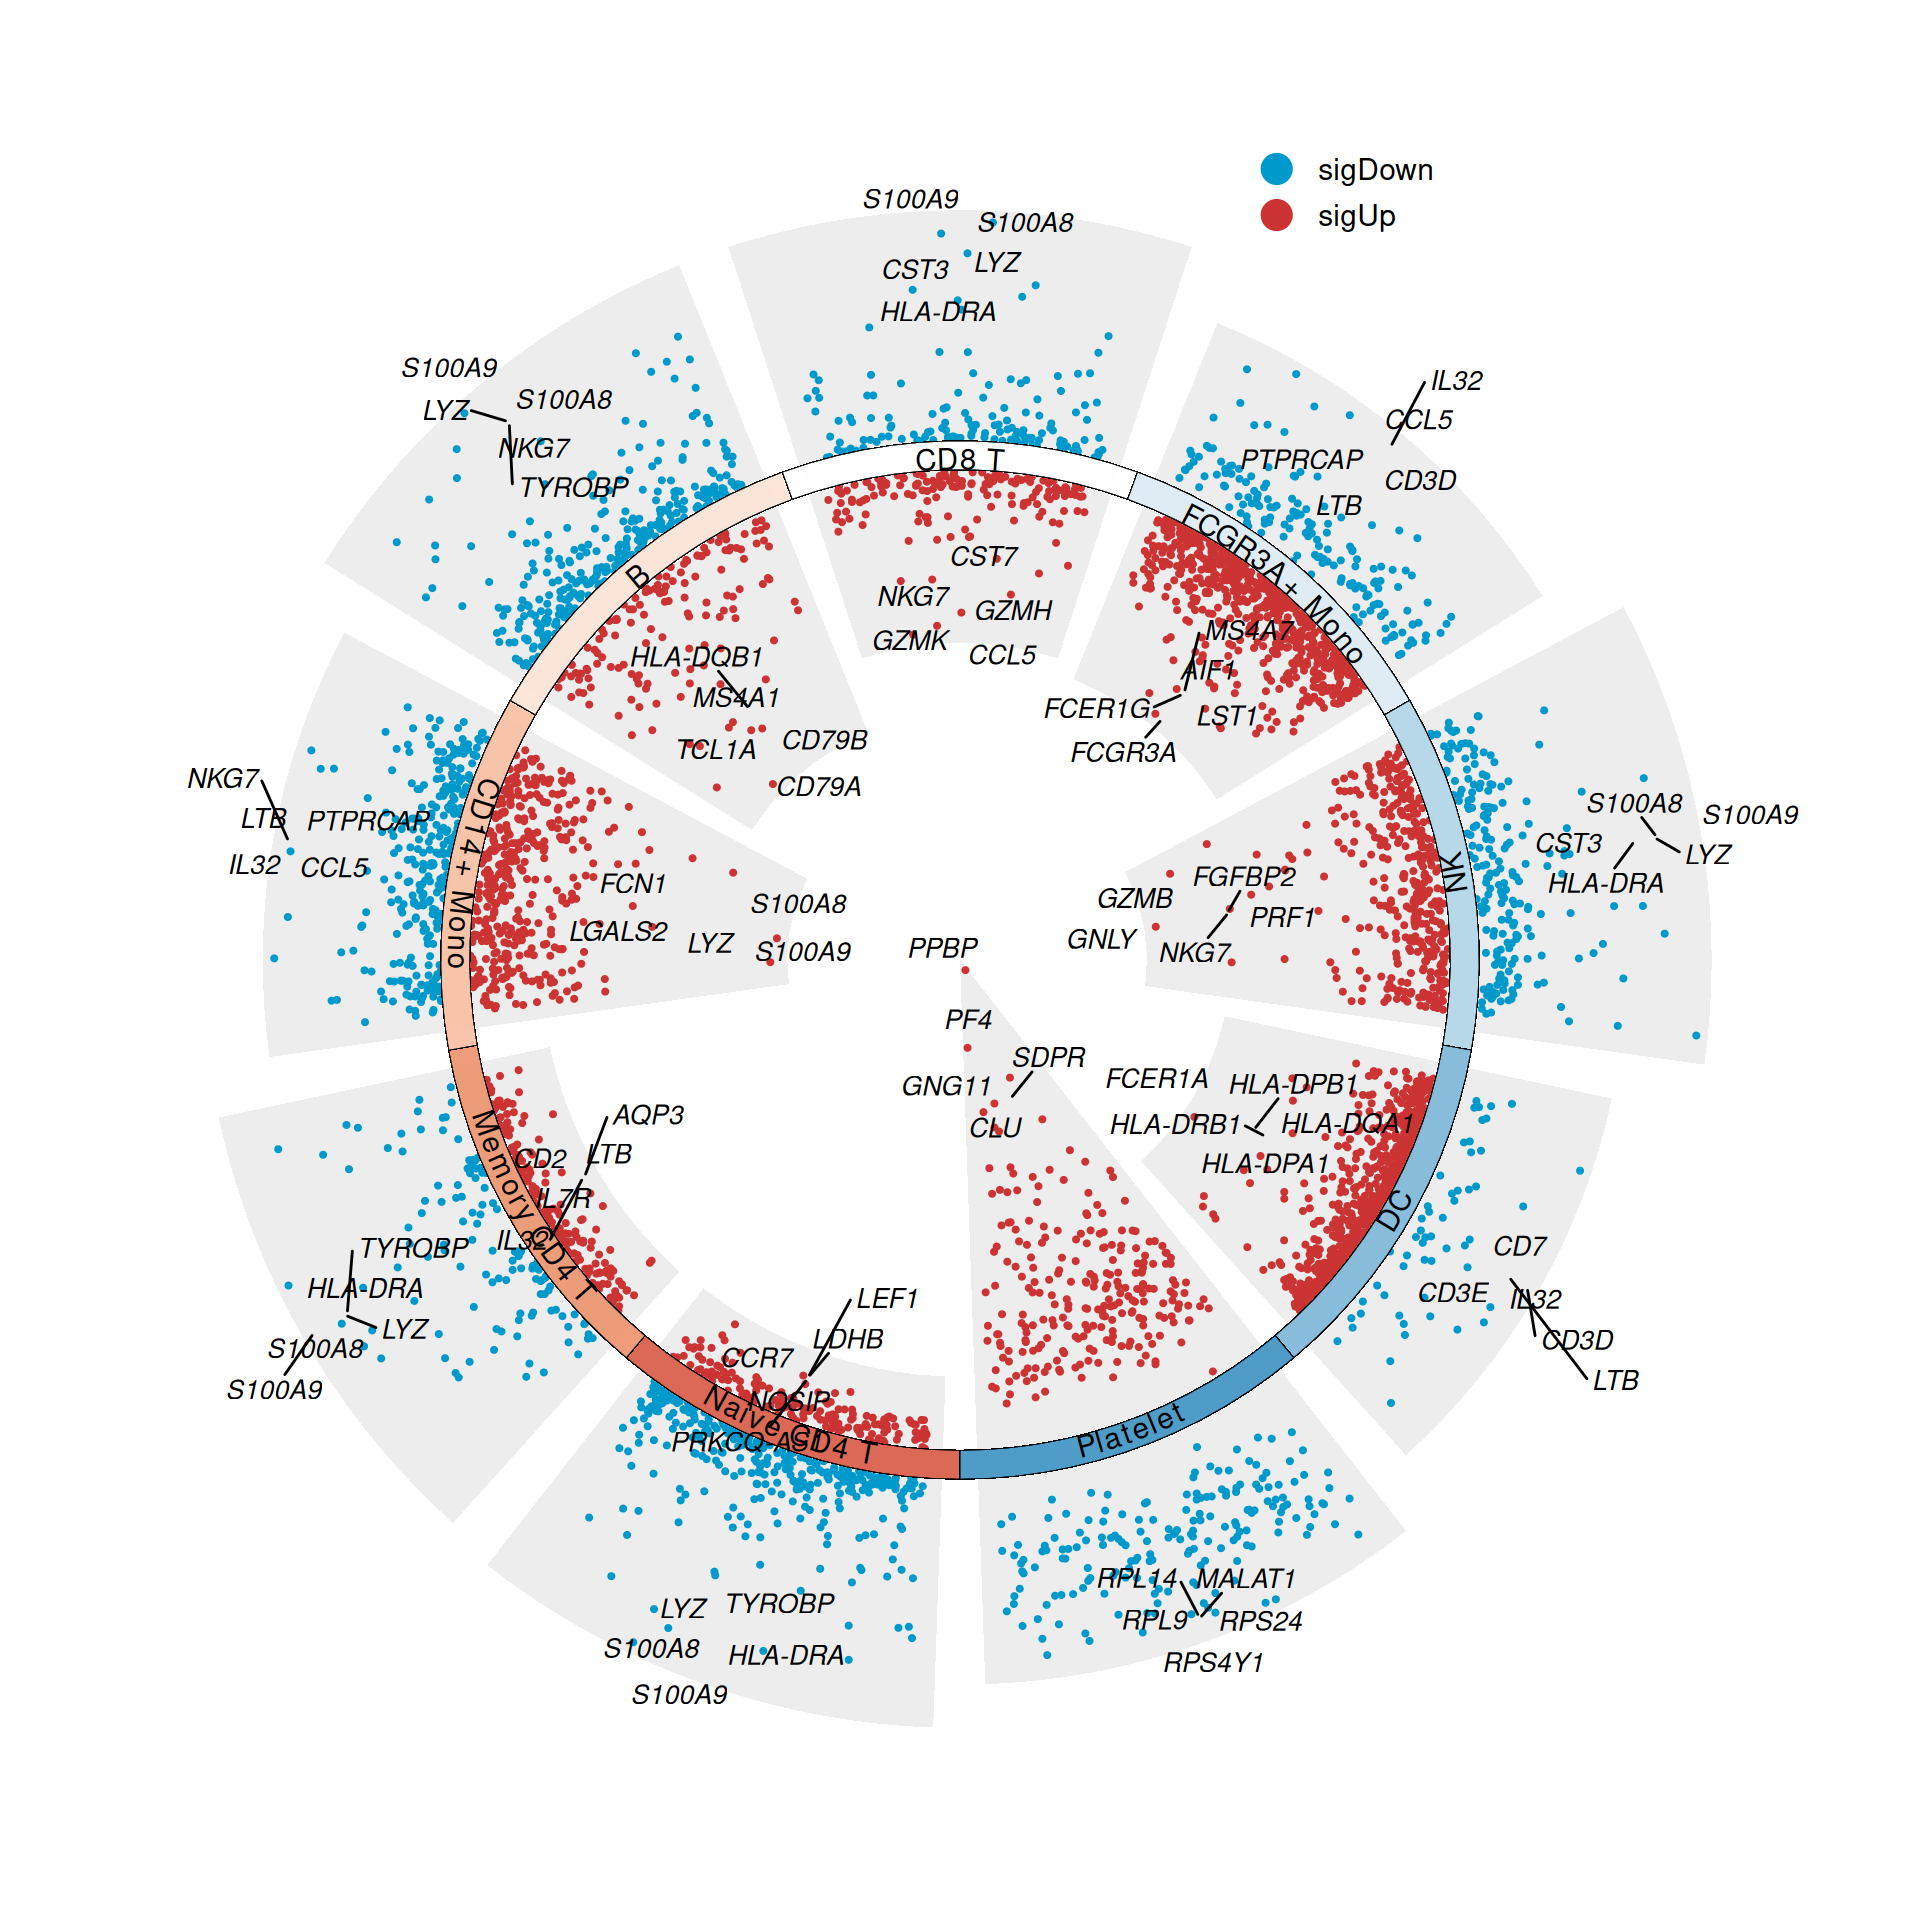 sigDown
sigUp
S100A9
S100A8
CST3
LYZ
HLA-DRA
CD8 T
CST7
NKG7
GZMH
GZMK
CCL5
IL32
CCL5
PTPRCAP
CD3D
LTB
FCGR3A+ Mono
MS4A7
AIF1
FCER1G
LST1
FCGR3A
S100A8
S100A9
CST3
LYZ
HLA-DRA
NK
FGFBP2
GZMB
PRF1
GNLY
NKG7
FCER1A
HLA-DPB1
HLA-DRB1
HLA-DQA1
HLA-DPA1
DC
CD7
CD3E
IL32
CD3D
LTB
PPBP
PF4
SDPR
GNG11
CLU
Platelet
RPL14
MALAT1
RPL9
RPS24
RPS4Y1
LEF1
LDHB
CCR7
NOSIP
Naive CD4 T
PRKCQ-AS1
LYZ
TYROBP
S100A8
HLA-DRA
S100A9
AQP3
LTB
CD2
IL7R
IL32
Memory CD4 T
TYROBP
HLA-DRA
LYZ
S100A8
S100A9
NKG7
LTB
PTPRCAP
IL32
CCL5
CD14+ Mono
FCN1
S100A8
LGALS2
LYZ
S100A9
S100A9
S100A8
LYZ
NKG7
TYROBP
B
HLA-DQB1
MS4A1
TCL1A
CD79B
CD79A